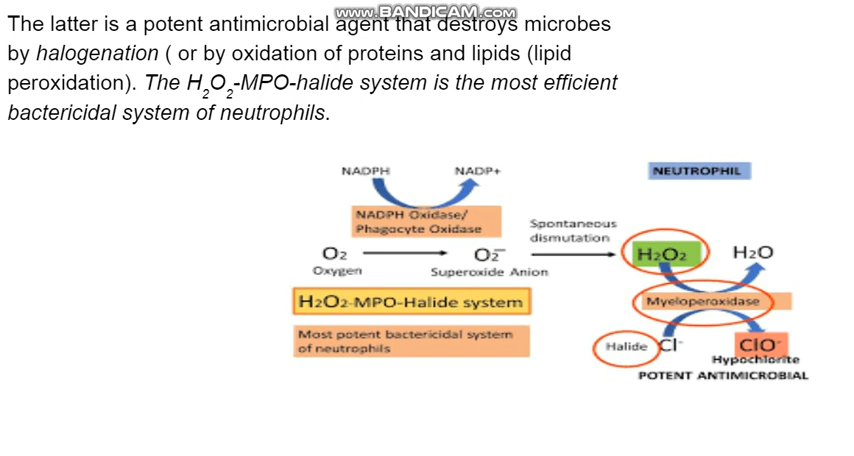 www.BANDICAM.com
The latter is a potent antimicrobial agent that destroys microbes
by halogenation ( or by oxidation of proteins and lipids (lipid
peroxidation). The H₂O₂-MPO-halide system is the most efficient
bactericidal system of neutrophils.
NADPH NADP+ NEUTROPHIL
NADPH Oxidase/
Phagocyte Oxidase
Spontaneous
dismutation
O₂ O₂⁻ H₂O₂ H₂O
Oxygen Superoxide Anion
H₂O₂-MPO-Halide system
Myeloperoxidase
Most potent bactericidal system
of neutrophils
Halide Cl⁻ ClO⁻
Hypochlorite
POTENT ANTIMICROBIAL